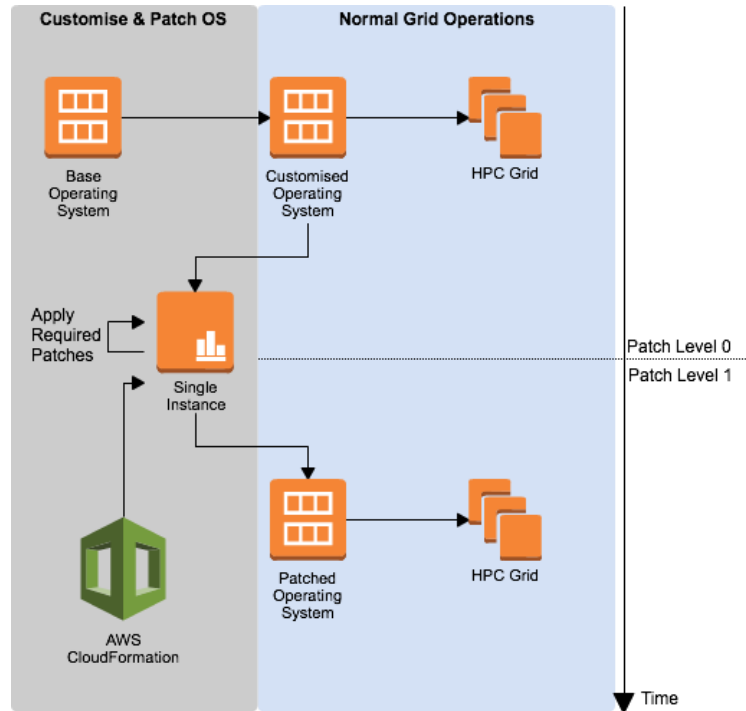 Customise & Patch OS
Normal Grid Operations
Base
Operating
System
Customised
Operating
System
HPC Grid
Apply
Required
Patches
Single
Instance
Patch Level 0
Patch Level 1
Patched
Operating
System
HPC Grid
AWS
CloudFormation
Time